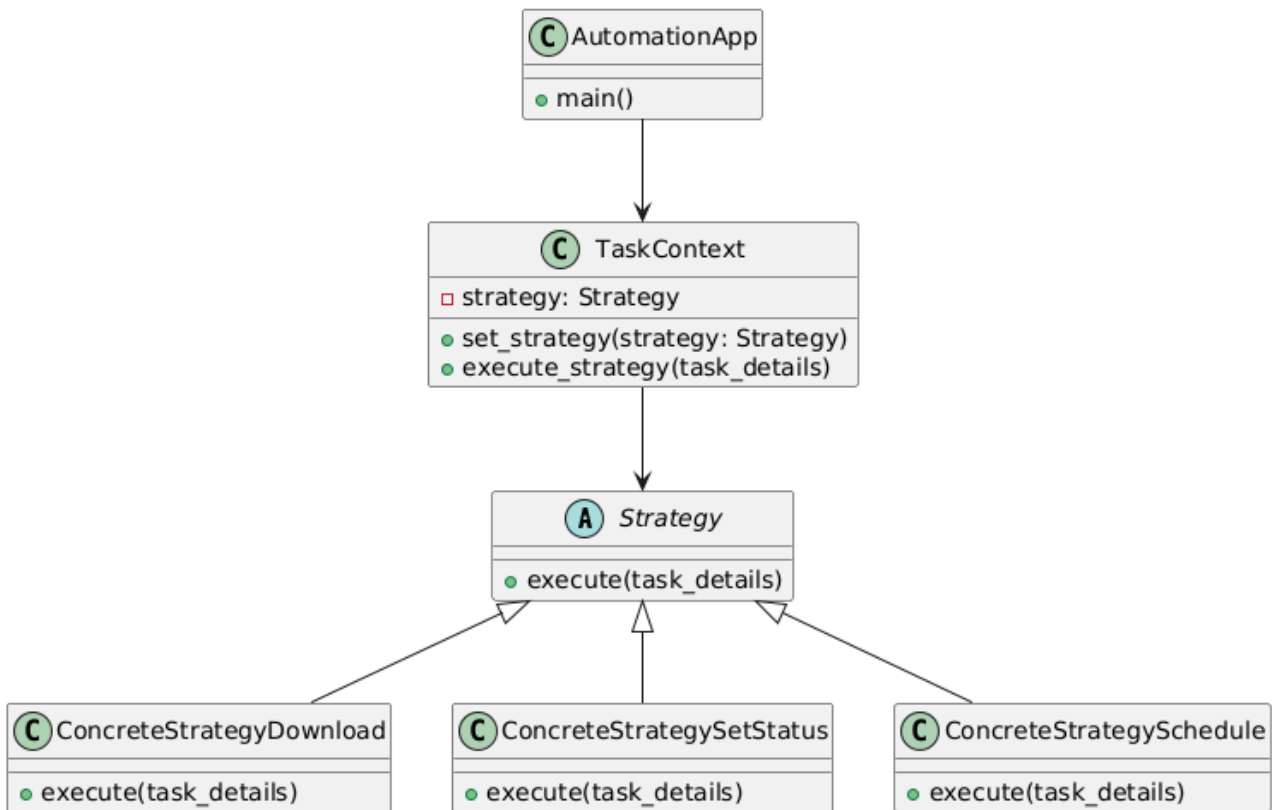 C AutomationApp
main()
C TaskContext
strategy: Strategy
set_strategy(strategy: Strategy)
execute_strategy(task_details)
A Strategy
execute(task_details)
C ConcreteStrategyDownload
execute(task_details)
C ConcreteStrategySetStatus
execute(task_details)
C ConcreteStrategySchedule
execute(task_details)